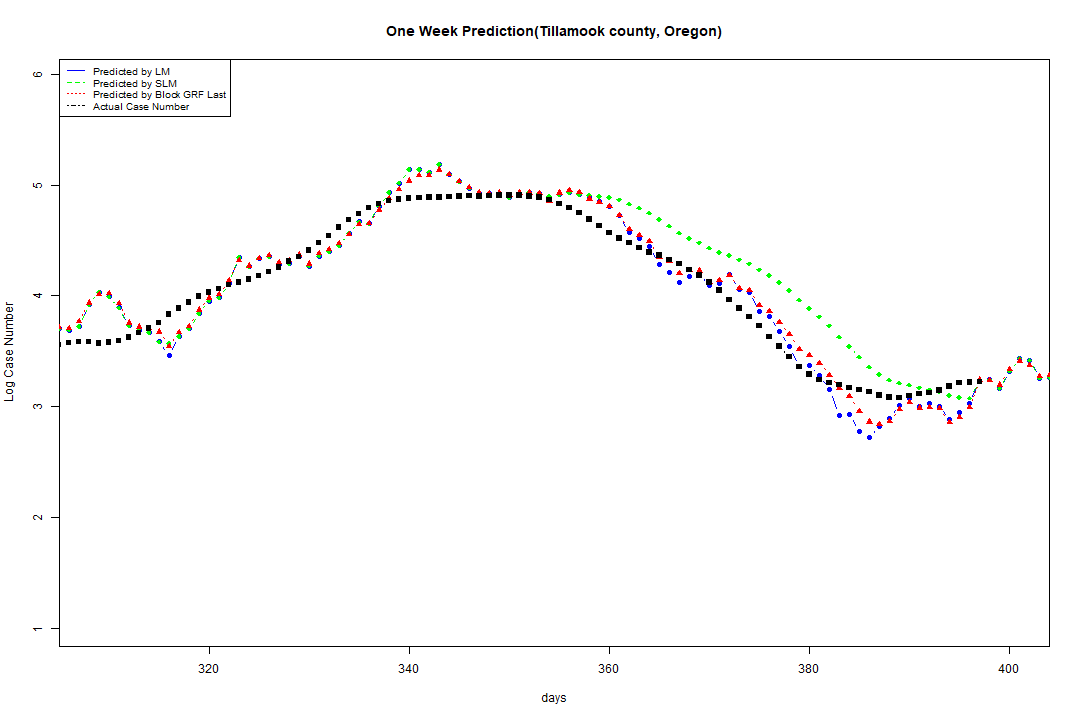 One Week Prediction(Tillamook county, Oregon)
Predicted by LM
Predicted by SLM
Predicted by Block GRF Last
Actual Case Number
6
5
4
3
2
1
Log Case Number
320
340
360
380
400
days